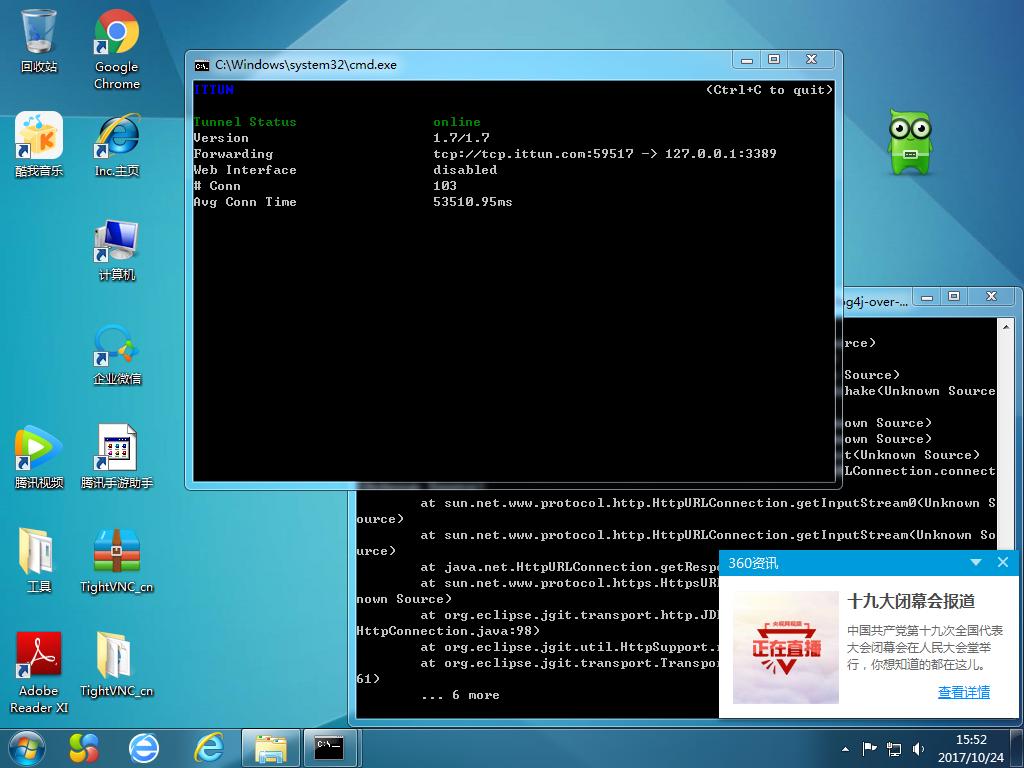 回收站
Google
Chrome
酷我音乐
Inc.主页
计算机
企业微信
腾讯视频
腾讯手游助手
工具
TightVNC_cn
Adobe
Reader XI
TightVNC_cn
C:\Windows\system32\cmd.exe
ITTUN
(Ctrl+C to quit)
Tunnel Status online
Version 1.7/1.7
Forwarding tcp://tcp.ittun.com:59517 -> 127.0.0.1:3389
Web Interface disabled
# Conn 103
Avg Conn Time 53510.95ms
g4j-over-...
rce)
Source)
hake(Unknown Source
own Source)
own Source)
t(Unknown Source)
LConnection.connect
at sun.net.www.protocol.http.HttpURLConnection.getInputStream0(Unknown S
ource)
at sun.net.www.protocol.http.HttpURLConnection.getInputStream(Unknown So
urce)
at java.net.HttpURLConnection.getResp
at sun.net.www.protocol.https.HttpsUR
nown Source)
at org.eclipse.jgit.transport.http.JD
HttpConnection.java:98)
at org.eclipse.jgit.util.HttpSupport.
at org.eclipse.jgit.transport.Transpor
61)
... 6 more
360资讯
央视网视频
正在直播
十九大闭幕会报道
中国共产党第十九次全国代表
大会闭幕会在人民大会堂举
行，你想知道的都在这儿。
查看详情
C:\_
15:52
2017/10/24